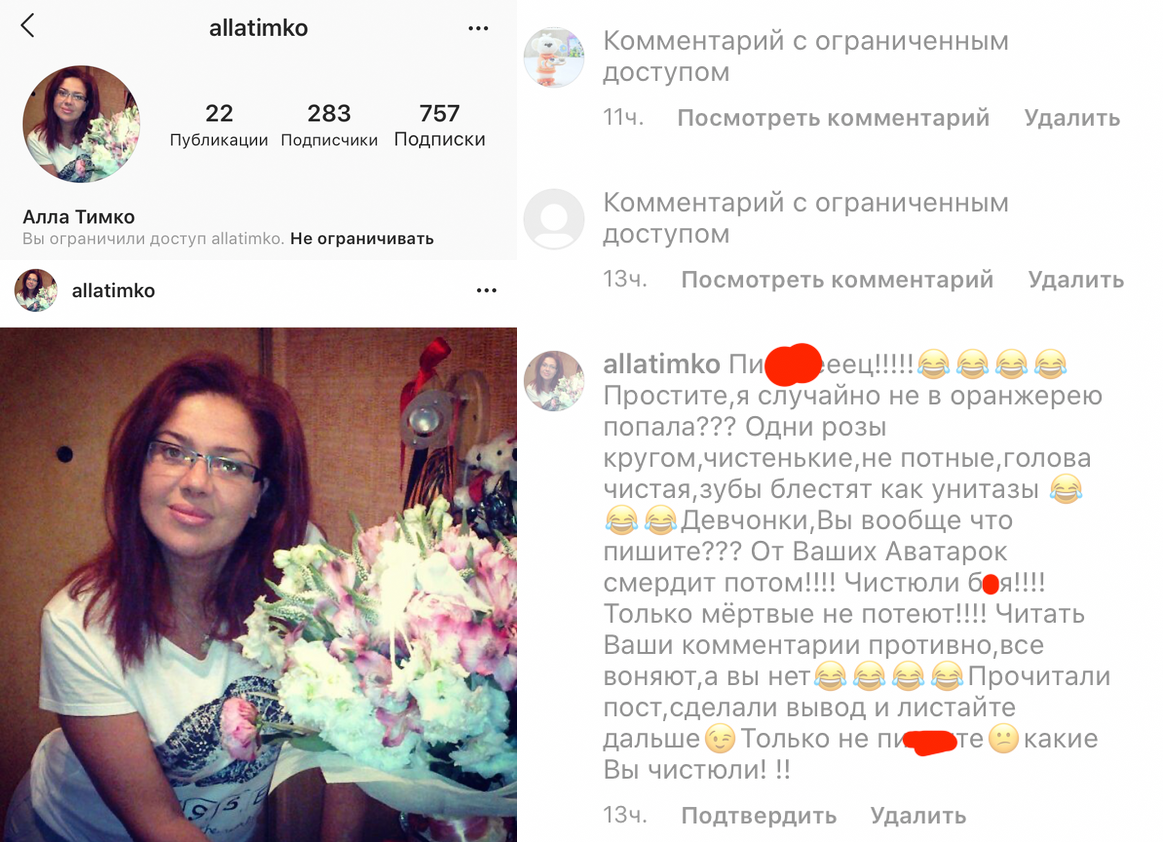 allatimko
22 283 757
Публикации Подписчики Подписки
Алла Тимко
Вы ограничили доступ allatimko. Не ограничивать
allatimko
Комментарий с ограниченным
доступом
11ч. Посмотреть комментарий Удалить
Комментарий с ограниченным
доступом
13ч. Посмотреть комментарий Удалить
allatimko Пи еец!!!!!😂😂😂😂
Простите,я случайно не в оранжерею
попала??? Одни розы
кругом,чистенькие,не потные,голова
чистая,зубы блестят как унитазы 😂
😂😂Девчонки,Вы вообще что
пишите??? От Ваших Аватарок
смердит потом!!!! Чистюли б я!!!!
Только мёртвые не потеют!!!! Читать
Ваши комментарии противно,все
воняют,а вы нет😂😂😂😂Прочитали
пост,сделали вывод и листайте
дальше😉Только не пи те🙁какие
Вы чистюли! !!
13ч. Подтвердить Удалить